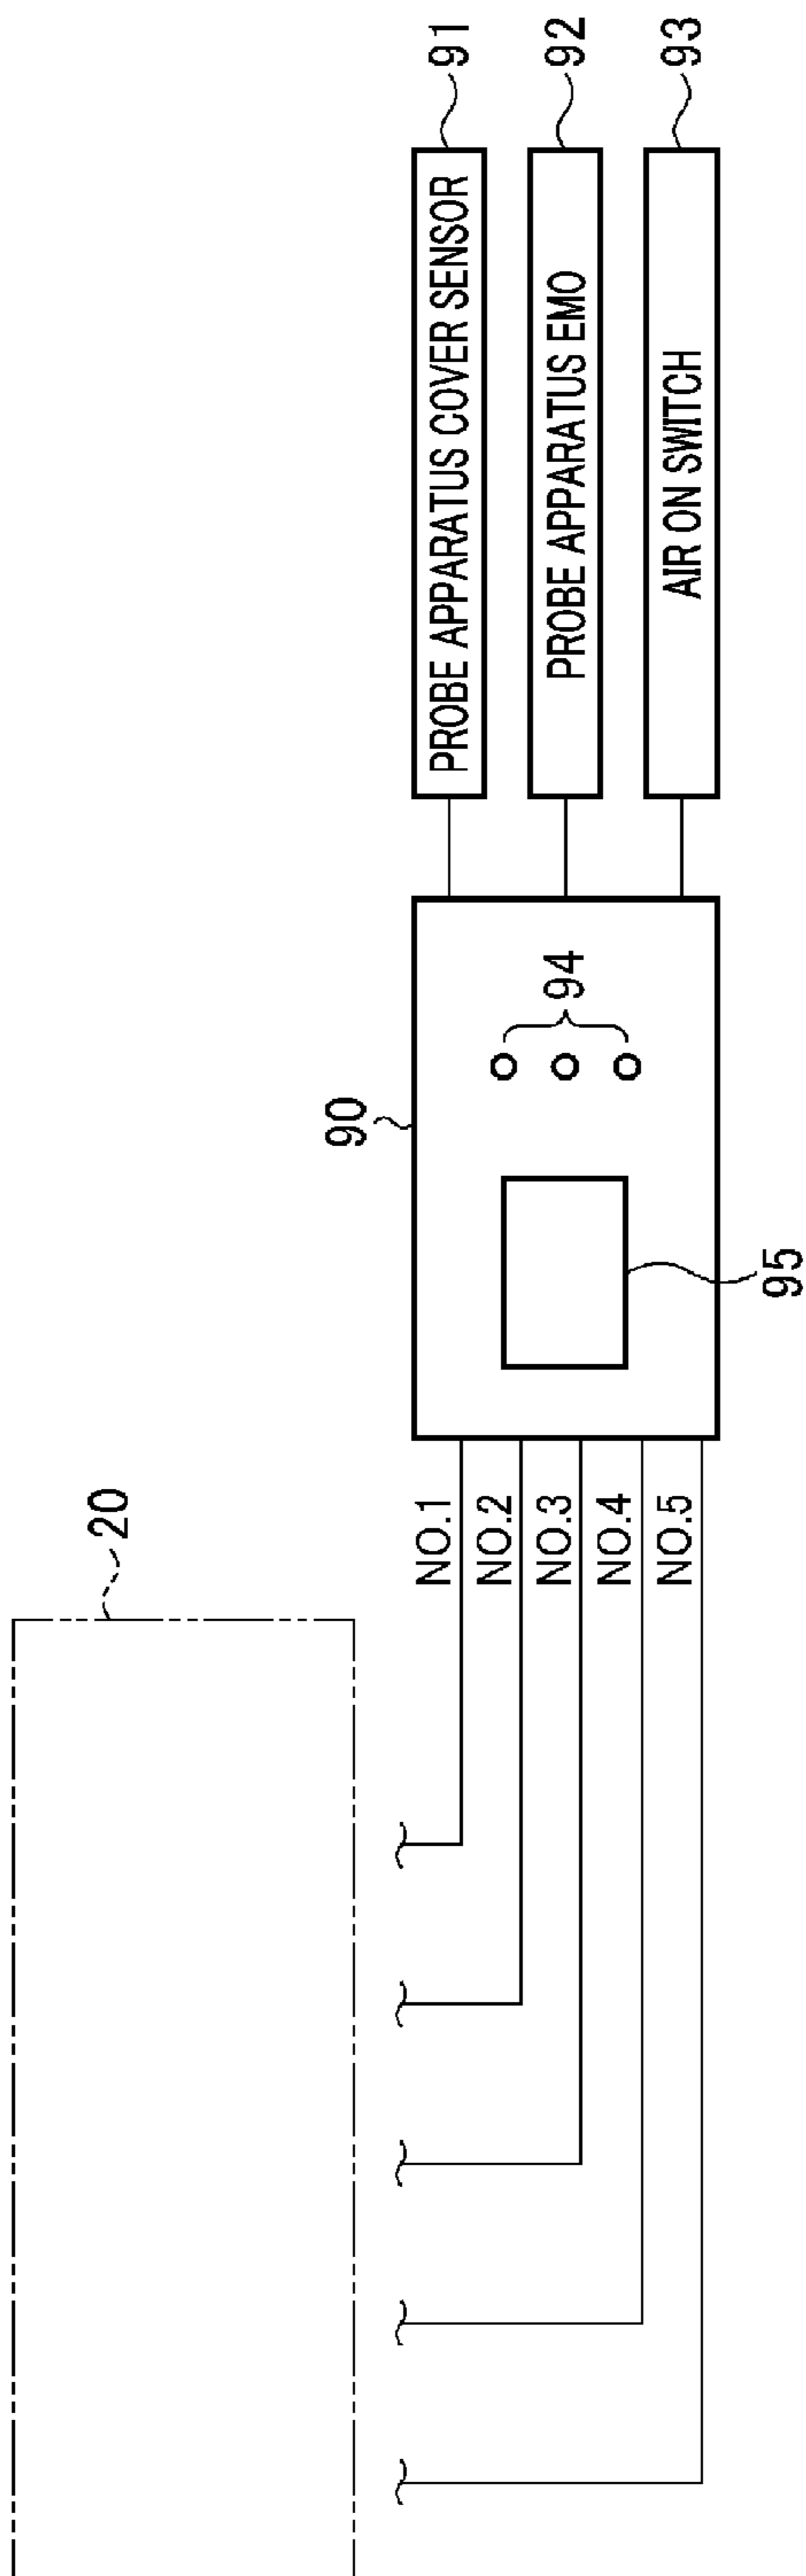 20
90
94
95
NO.1
NO.2
NO.3
NO.4
NO.5
PROBE APPARATUS COVER SENSOR
91
PROBE APPARATUS EMO
92
AIR ON SWITCH
93